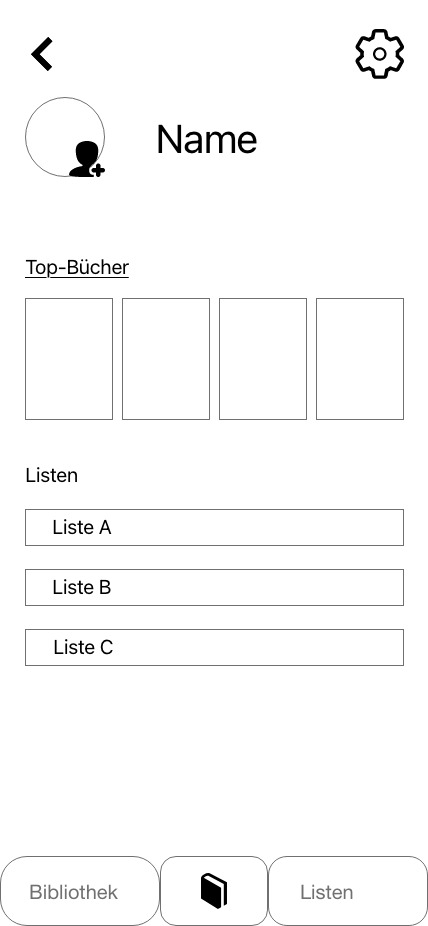 Name
Top-Bücher
Listen
Liste A
Liste B
Liste C
Bibliothek
Listen